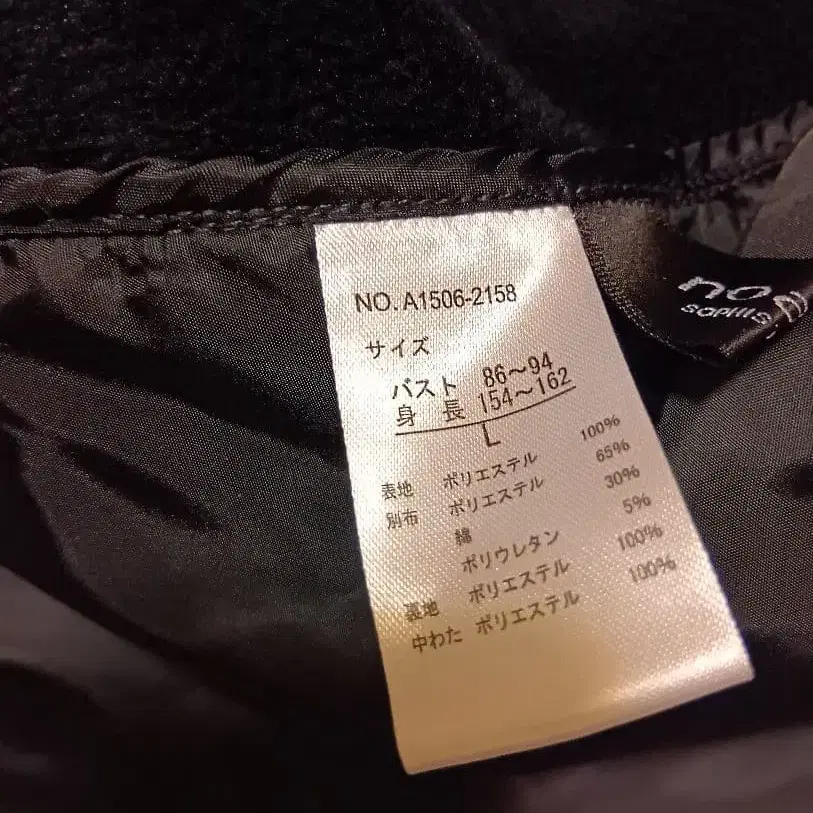 NO. A1506-2158
サイズ
バスト 86〜94
身 長 154〜162
L
表地 ポリエステル 100%
別布 ポリエステル 65%
綿 30%
ポリウレタン 5%
裏地 ポリエステル 100%
中わた ポリエステル 100%
no